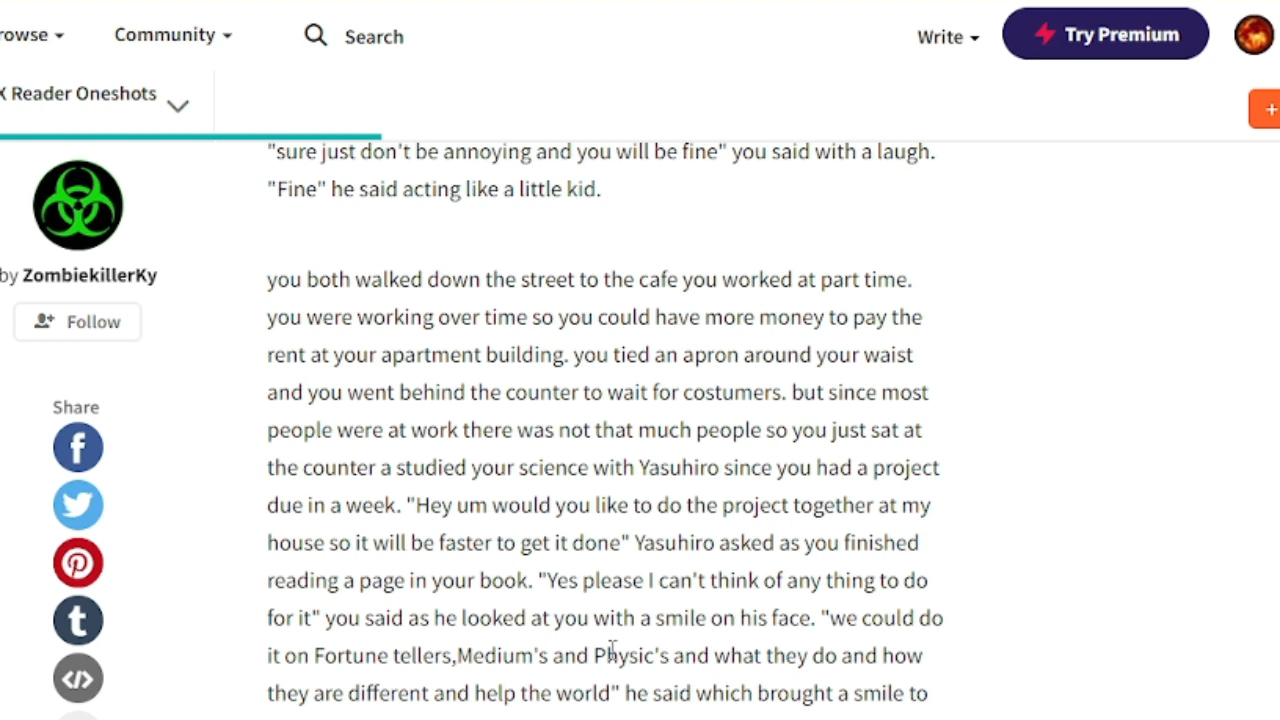 rowse
Community
Search
Write
Try Premium
X Reader Oneshots
+
"sure just don't be annoying and you will be fine" you said with a laugh.
"Fine" he said acting like a little kid.
by ZombiekillerKy
Follow
Share
you both walked down the street to the cafe you worked at part time.
you were working over time so you could have more money to pay the
rent at your apartment building. you tied an apron around your waist
and you went behind the counter to wait for costumers. but since most
people were at work there was not that much people so you just sat at
the counter a studied your science with Yasuhiro since you had a project
due in a week. "Hey um would you like to do the project together at my
house so it will be faster to get it done" Yasuhiro asked as you finished
reading a page in your book. "Yes please I can't think of any thing to do
for it" you said as he looked at you with a smile on his face. "we could do
it on Fortune tellers,Medium's and Physic's and what they do and how
they are different and help the world" he said which brought a smile to